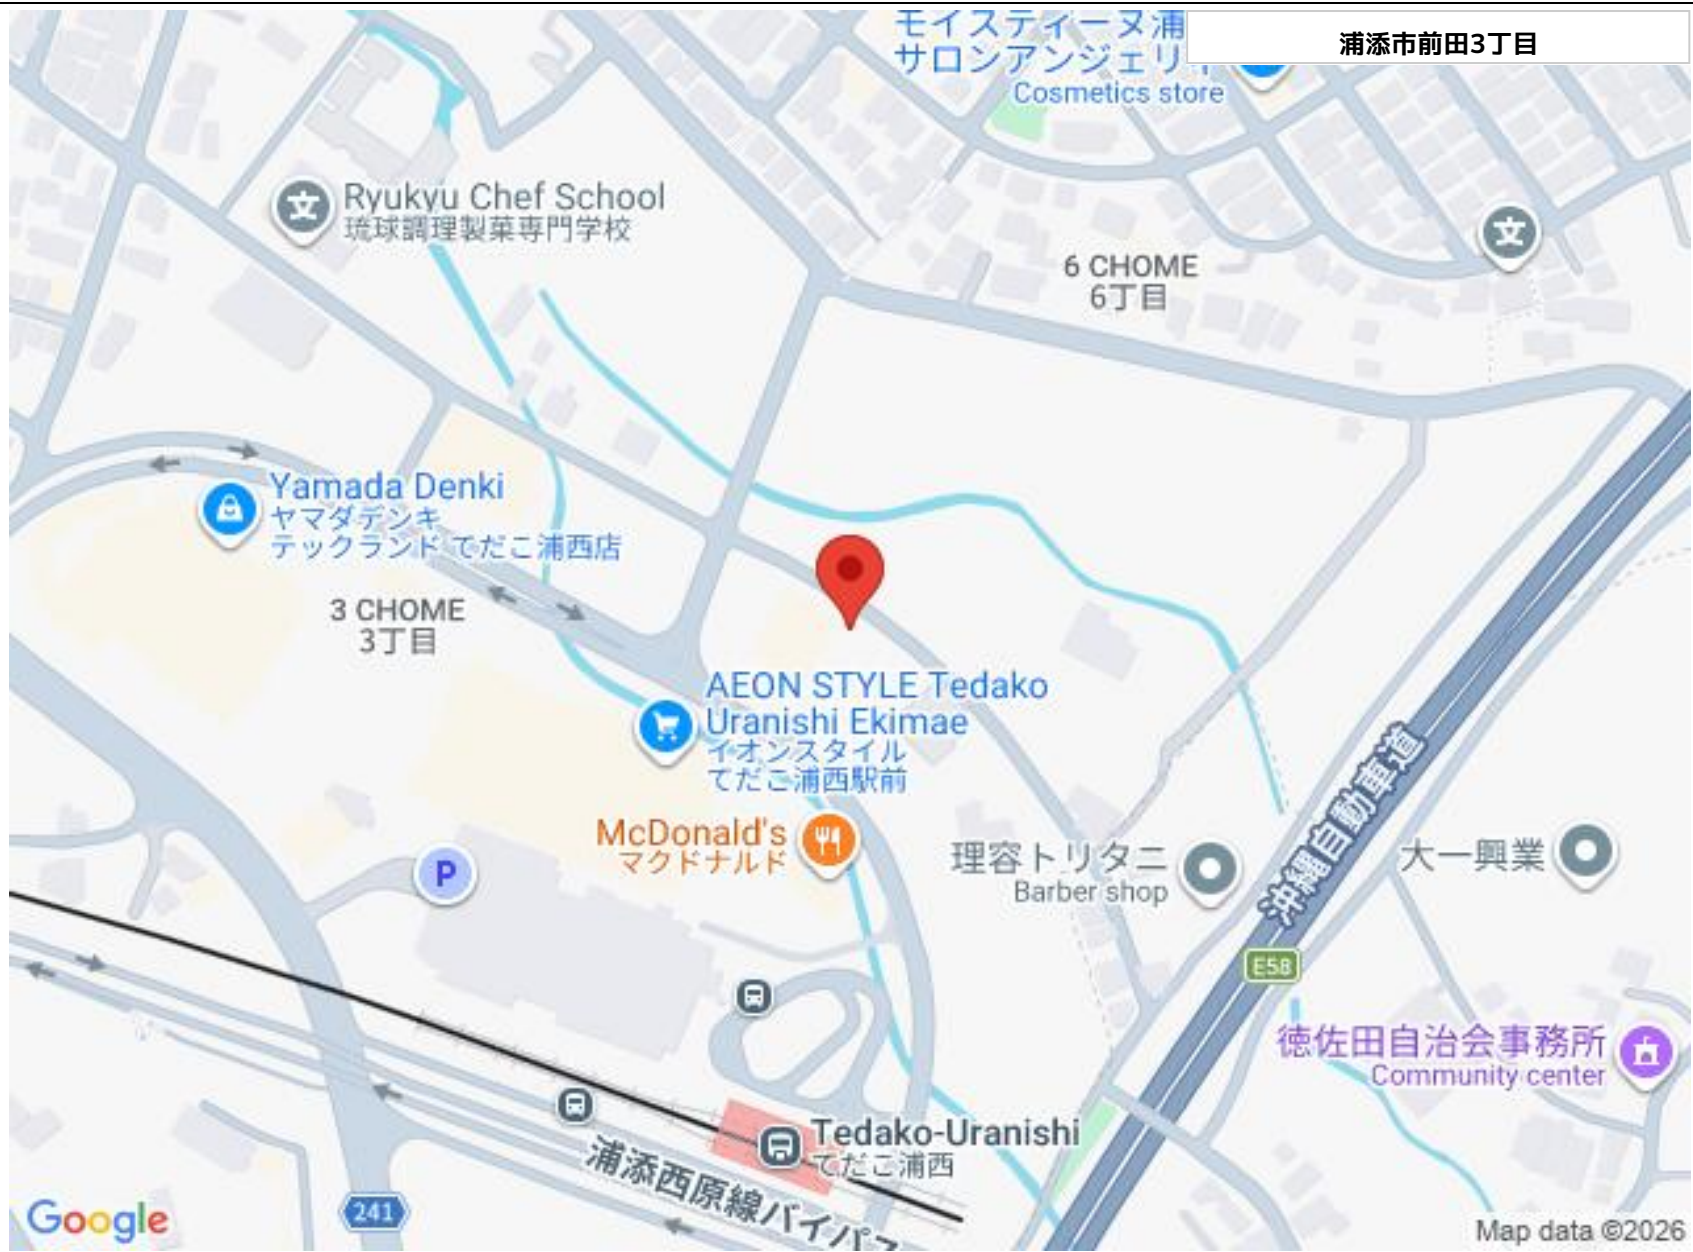 モイスティーヌ浦
サロンアンジェリ
Cosmetics store
浦添市前田3丁目
Ryukyu Chef School
琉球調理製菓専門学校
文
文
6 CHOME
6丁目
Yamada Denki
ヤマダデンキ
テックランド てだこ浦西店
3 CHOME
3丁目
AEON STYLE Tedako
Uranishi Ekimae
イオンスタイル
てだこ浦西駅前
McDonald's
マクドナルド
P
理容トリタニ
Barber shop
沖縄自動車道
大一興業
E58
徳佐田自治会事務所
Community center
Tedako-Uranishi
てだこ浦西
浦添西原線バイパス
241
Google
Map data ©2026